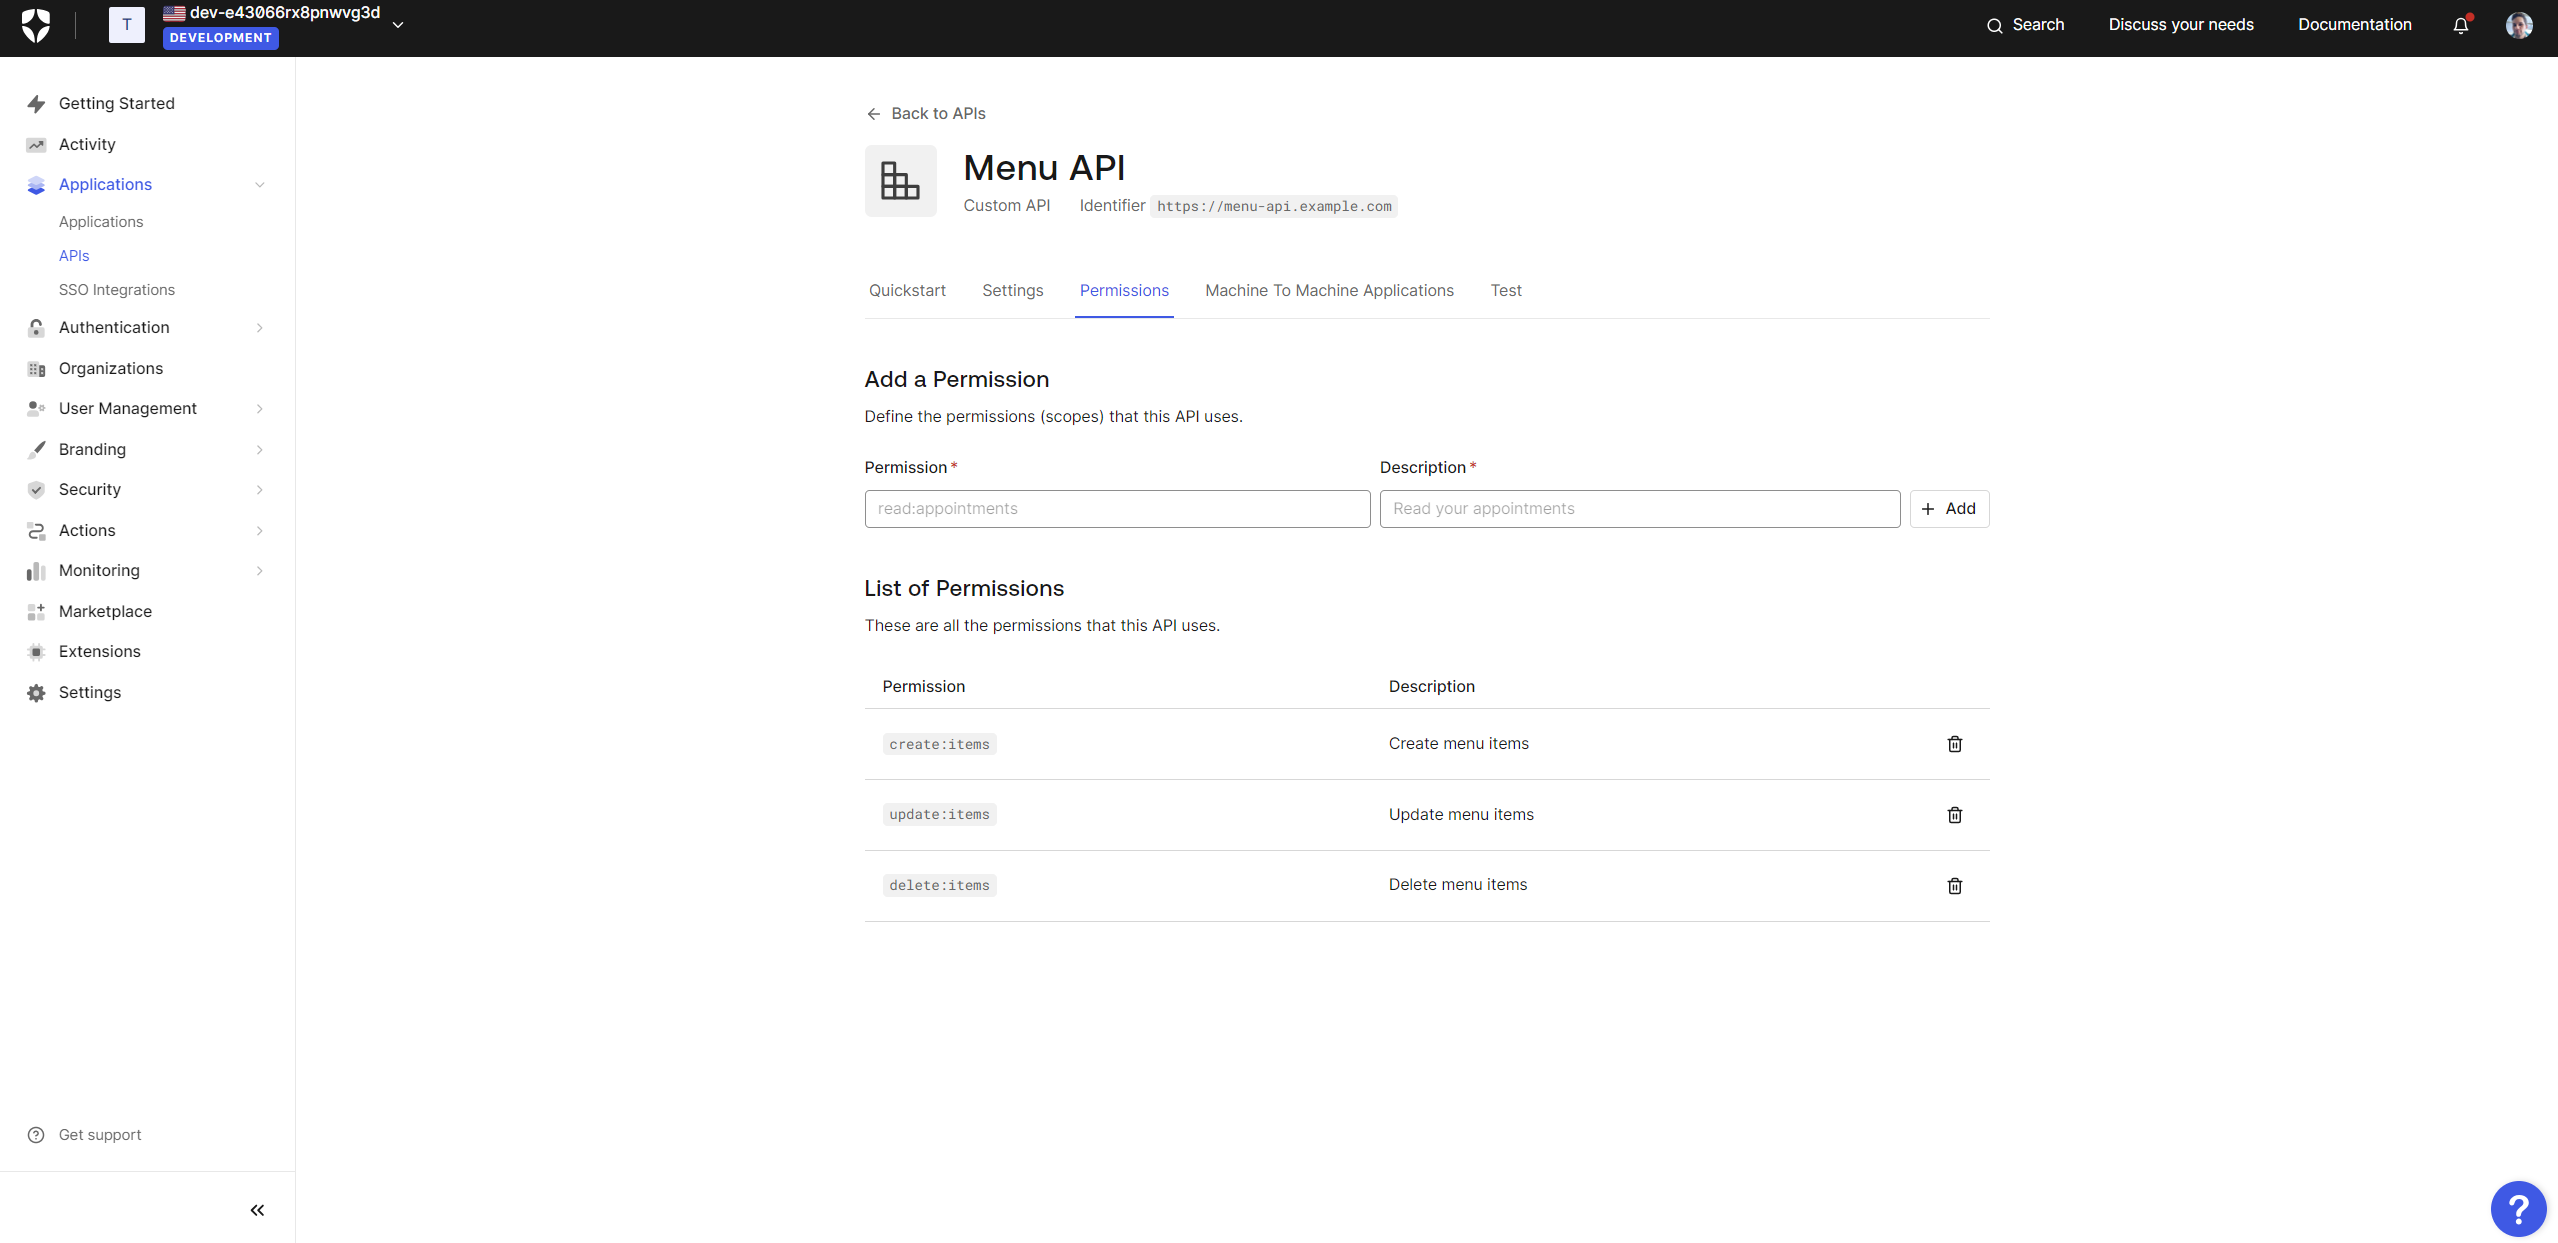 T
dev-e43066rx8pnwvg3d
DEVELOPMENT
Search
Discuss your needs
Documentation
Getting Started
Activity
Applications
Applications
APIs
SSO Integrations
Authentication
Organizations
User Management
Branding
Security
Actions
Monitoring
Marketplace
Extensions
Settings
Get support
Back to APIs
Menu API
Custom API Identifier https://menu-api.example.com
Quickstart Settings Permissions Machine To Machine Applications Test
Add a Permission
Define the permissions (scopes) that this API uses.
Permission * Description *
read:appointments Read your appointments + Add
List of Permissions
These are all the permissions that this API uses.
Permission Description
create:items Create menu items
update:items Update menu items
delete:items Delete menu items
?